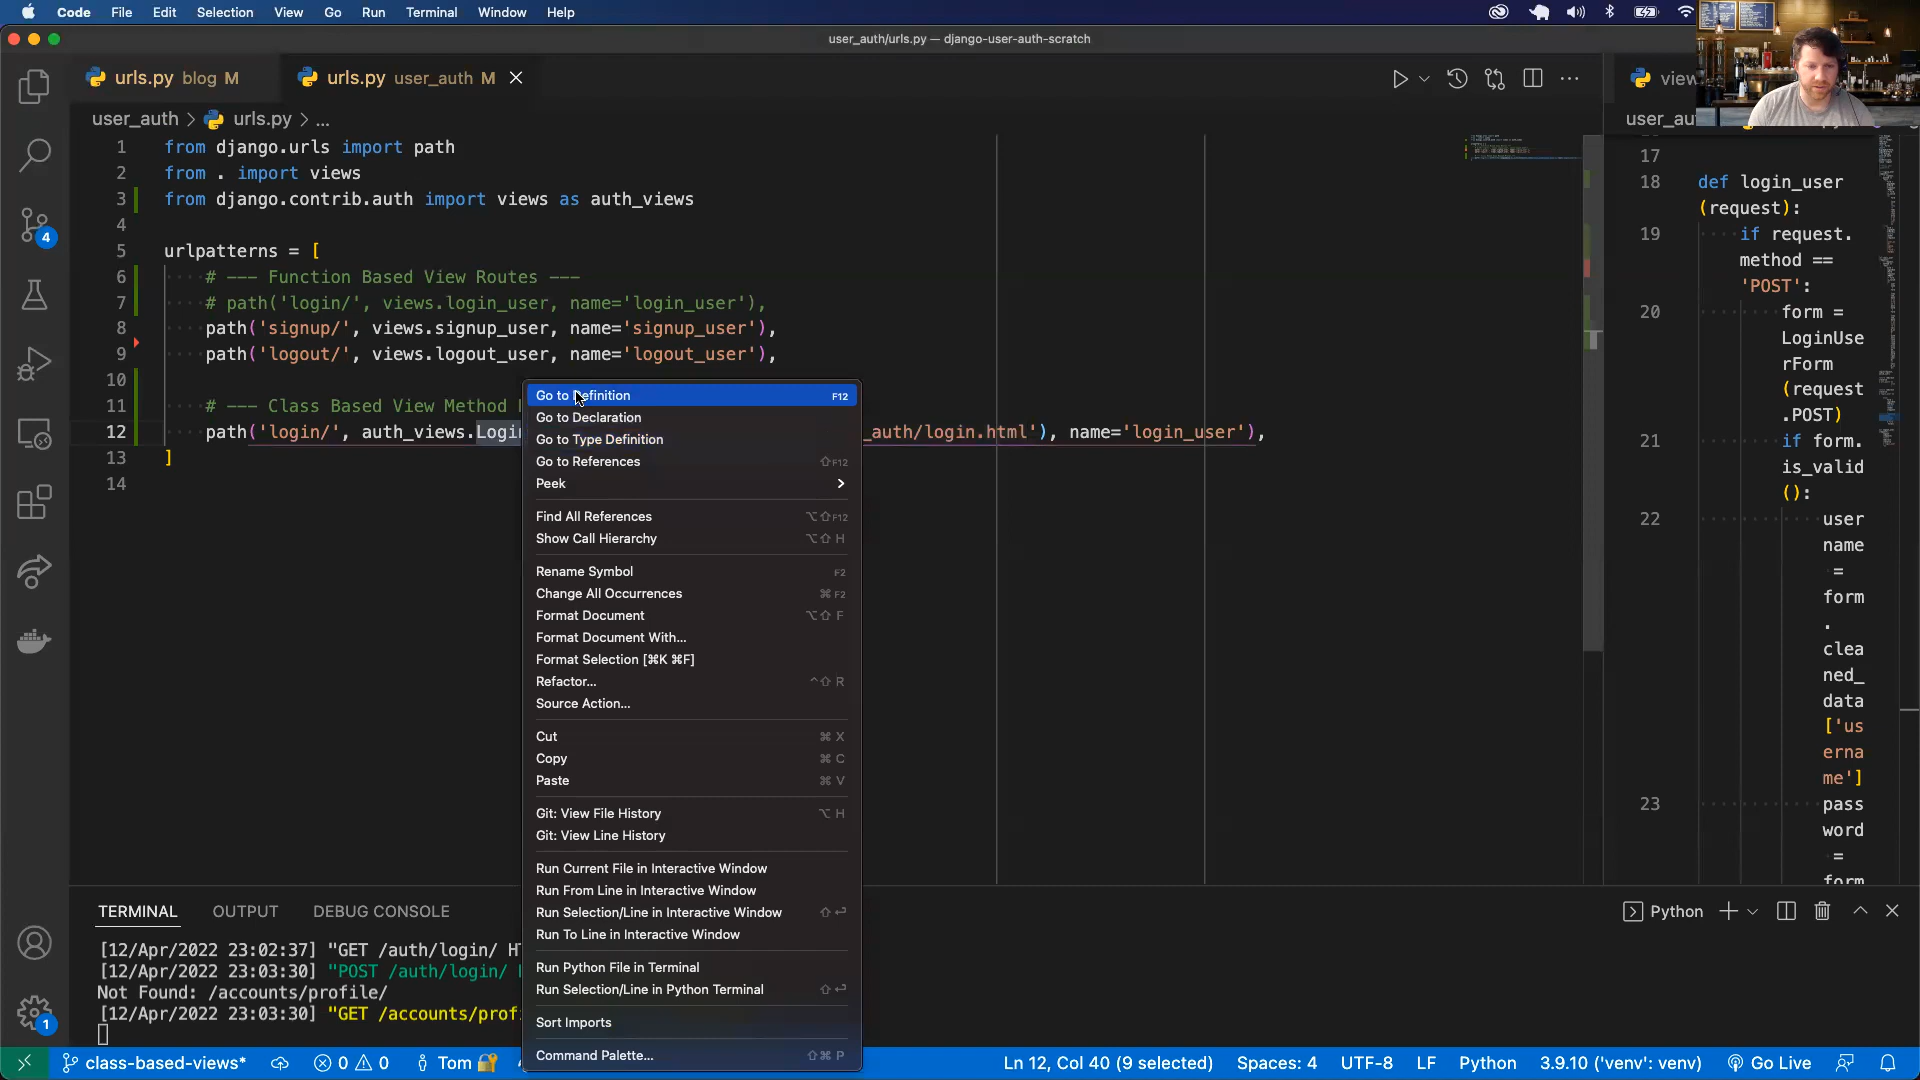 Code File Edit Selection View Go Run Terminal Window Help
user_auth/urls.py — django-user-auth-scratch
urls.py blog M
urls.py user_auth M
user_auth > urls.py > ...
1 from django.urls import path
2 from . import views
3 from django.contrib.auth import views as auth_views
4
5 urlpatterns = [
6 # --- Function Based View Routes ---
7 # path('login/', views.login_user, name='login_user'),
8 path('signup/', views.signup_user, name='signup_user'),
9 path('logout/', views.logout_user, name='logout_user'),
10
11 # --- Class Based View Method
12 path('login/', auth_views.Login _auth/login.html'), name='login_user'),
13 ]
14
Go to Definition F12
Go to Declaration
Go to Type Definition
Go to References ⇧F12
Peek >
Find All References ⌥⇧F12
Show Call Hierarchy ⌥⇧ H
Rename Symbol F2
Change All Occurrences ⌘ F2
Format Document ⌥⇧ F
Format Document With...
Format Selection [⌘K ⌘F]
Refactor... ^⇧ R
Source Action...
Cut ⌘ X
Copy ⌘ C
Paste ⌘ V
Git: View File History ⌥ H
Git: View Line History
Run Current File in Interactive Window
Run From Line in Interactive Window
Run Selection/Line in Interactive Window ⇧⏎
Run To Line in Interactive Window
Run Python File in Terminal
Run Selection/Line in Python Terminal ⇧⏎
Sort Imports
Command Palette... ⇧⌘ P
view
user_au
17
18 def login_user
(request):
19 if request.
method ==
'POST':
20 form =
LoginUse
rForm
(request
.POST)
21 if form.
is_valid
():
22 user
name
=
form
.
clea
ned_
data
['us
erna
me']
23 pass
word
=
form
TERMINAL OUTPUT DEBUG CONSOLE
Python
[12/Apr/2022 23:02:37] "GET /auth/login/ H
[12/Apr/2022 23:03:30] "POST /auth/login/
Not Found: /accounts/profile/
[12/Apr/2022 23:03:30] "GET /accounts/prof
4
1
class-based-views* 0 0 Tom Ln 12, Col 40 (9 selected) Spaces: 4 UTF-8 LF Python 3.9.10 ('venv': venv) Go Live